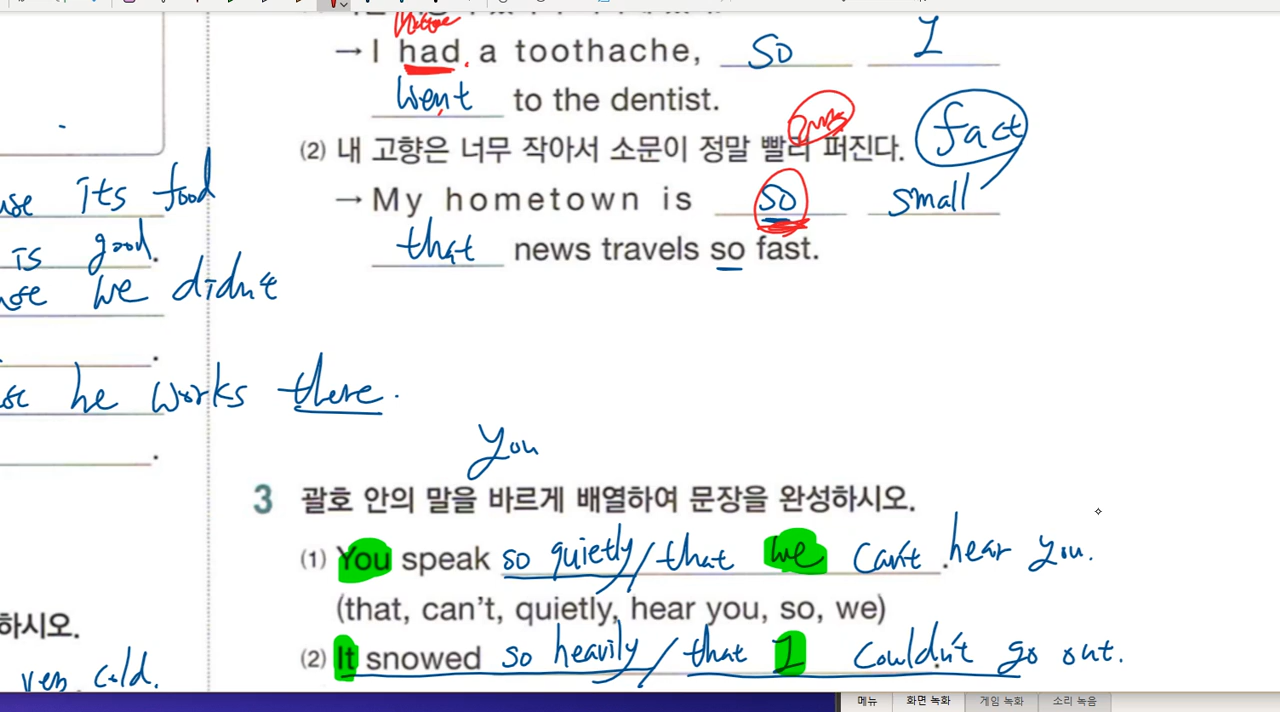 → I had a toothache, so I
went to the dentist.
(2) 내 고향은 너무 작아서 소문이 정말 빨리 퍼진다. fact
→ My hometown is so small
that news travels so fast.
its food
is good.
we didn't
he works there.
You
3 괄호 안의 말을 바르게 배열하여 문장을 완성하시오.
(1) You speak so quietly / that we can't hear you.
(that, can't, quietly, hear you, so, we)
하시오.
(2) It snowed so heavily / that I couldn't go out.
cold.
메뉴 화면 녹화 게임 녹화 소리 녹음